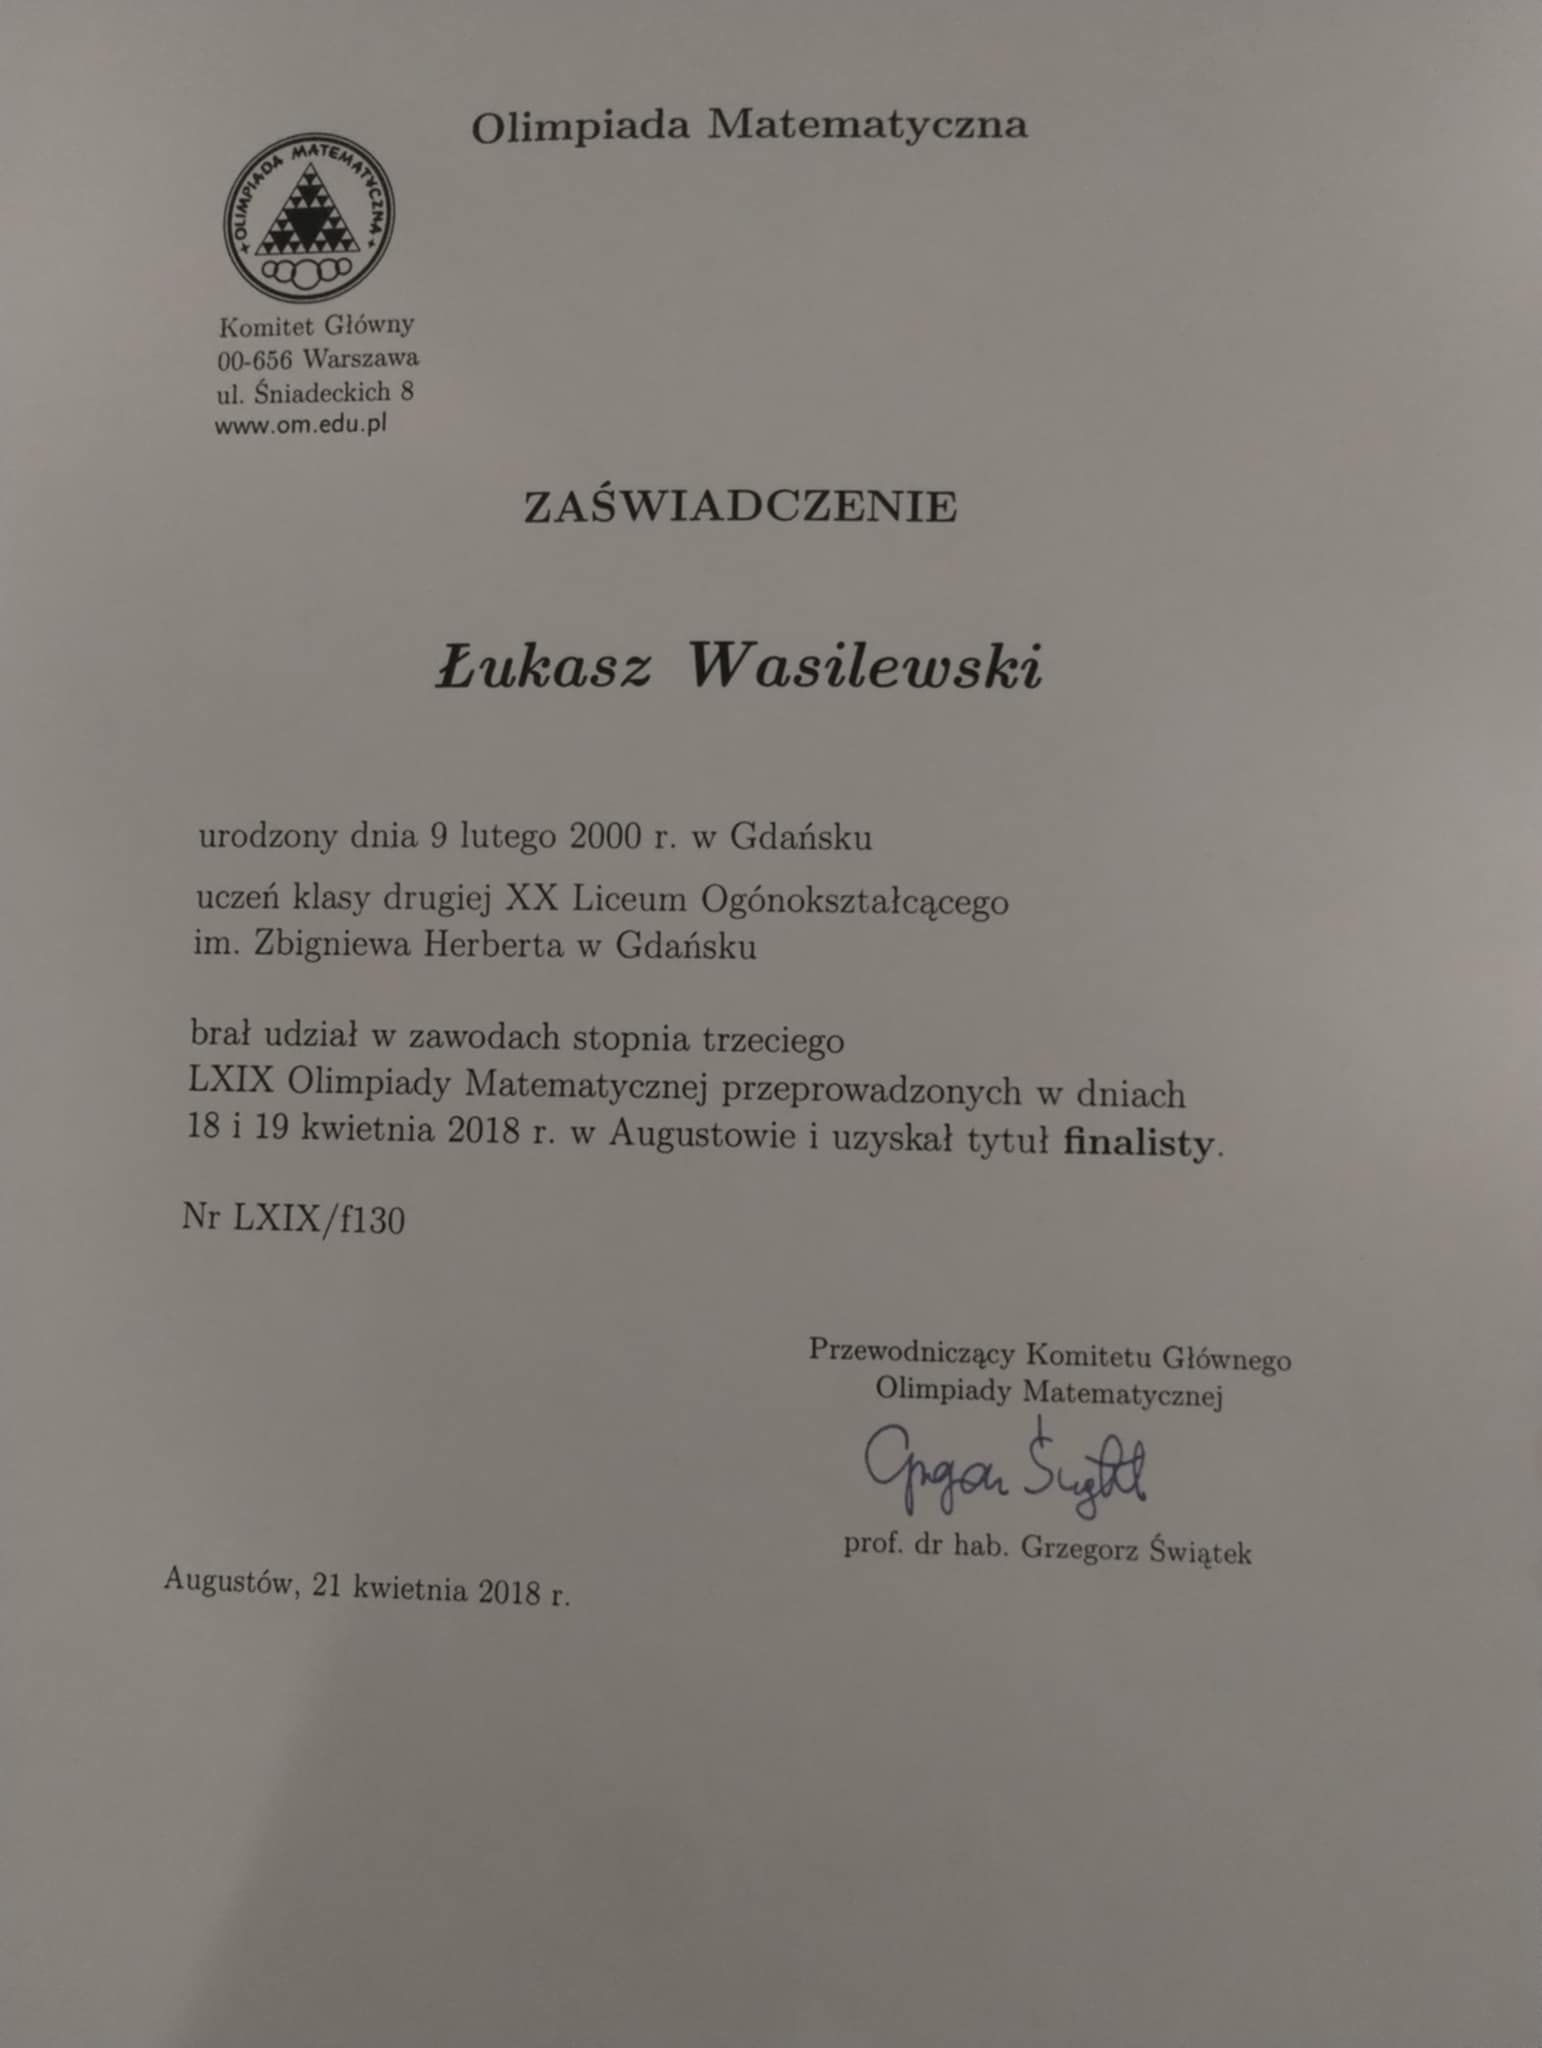 Olimpiada Matematyczna
OLIMPIADA MATEMATYCZNA
Komitet Główny
00-656 Warszawa
ul. Śniadeckich 8
www.om.edu.pl
ZAŚWIADCZENIE
Łukasz Wasilewski
urodzony dnia 9 lutego 2000 r. w Gdańsku
uczeń klasy drugiej XX Liceum Ogónokształcącego
im. Zbigniewa Herberta w Gdańsku
brał udział w zawodach stopnia trzeciego
LXIX Olimpiady Matematycznej przeprowadzonych w dniach
18 i 19 kwietnia 2018 r. w Augustowie i uzyskał tytuł finalisty.
Nr LXIX/f130
Przewodniczący Komitetu Głównego
Olimpiady Matematycznej
prof. dr hab. Grzegorz Świątek
Augustów, 21 kwietnia 2018 r.